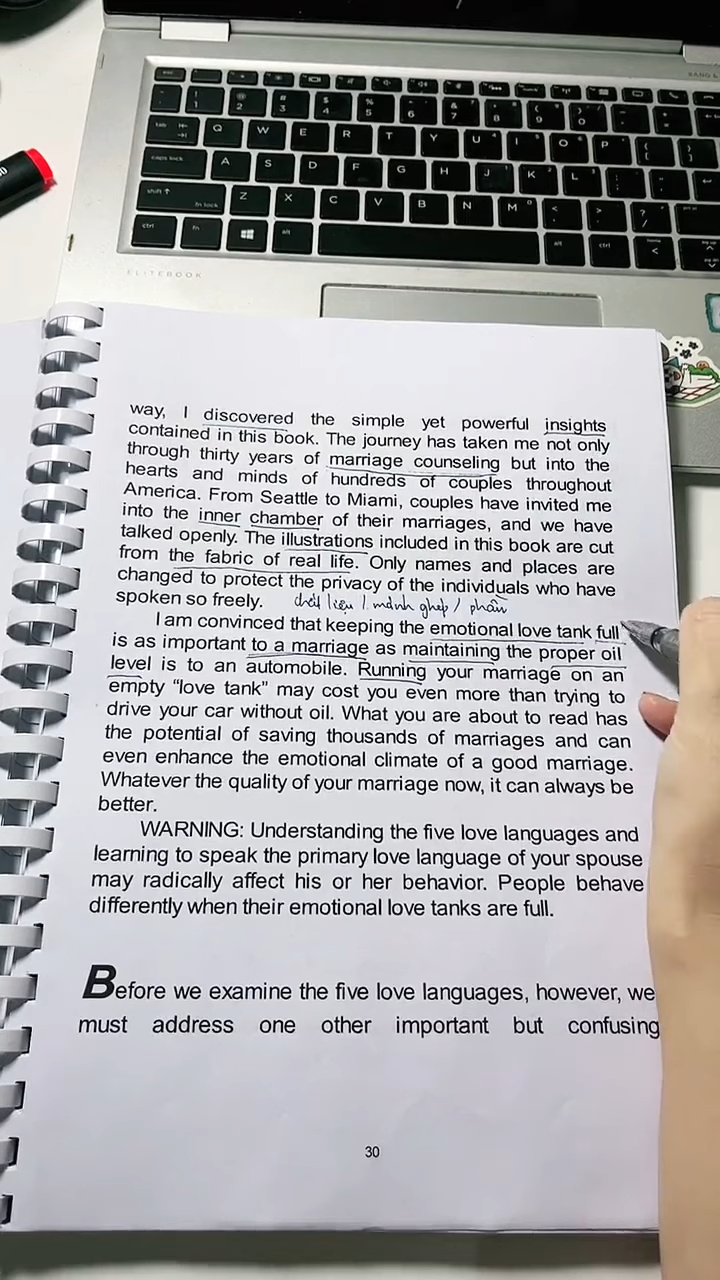 ELITEBOOK
way, I discovered the simple yet powerful insights
contained in this book. The journey has taken me not only
through thirty years of marriage counseling but into the
hearts and minds of hundreds of couples throughout
America. From Seattle to Miami, couples have invited me
into the inner chamber of their marriages, and we have
talked openly. The illustrations included in this book are cut
from the fabric of real life. Only names and places are
changed to protect the privacy of the individuals who have
spoken so freely.
chất liệu / mảnh ghép / phần
I am convinced that keeping the emotional love tank full
is as important to a marriage as maintaining the proper oil
level is to an automobile. Running your marriage on an
empty “love tank” may cost you even more than trying to
drive your car without oil. What you are about to read has
the potential of saving thousands of marriages and can
even enhance the emotional climate of a good marriage.
Whatever the quality of your marriage now, it can always be
better.
WARNING: Understanding the five love languages and
learning to speak the primary love language of your spouse
may radically affect his or her behavior. People behave
differently when their emotional love tanks are full.
Before we examine the five love languages, however, we
must address one other important but confusing
30